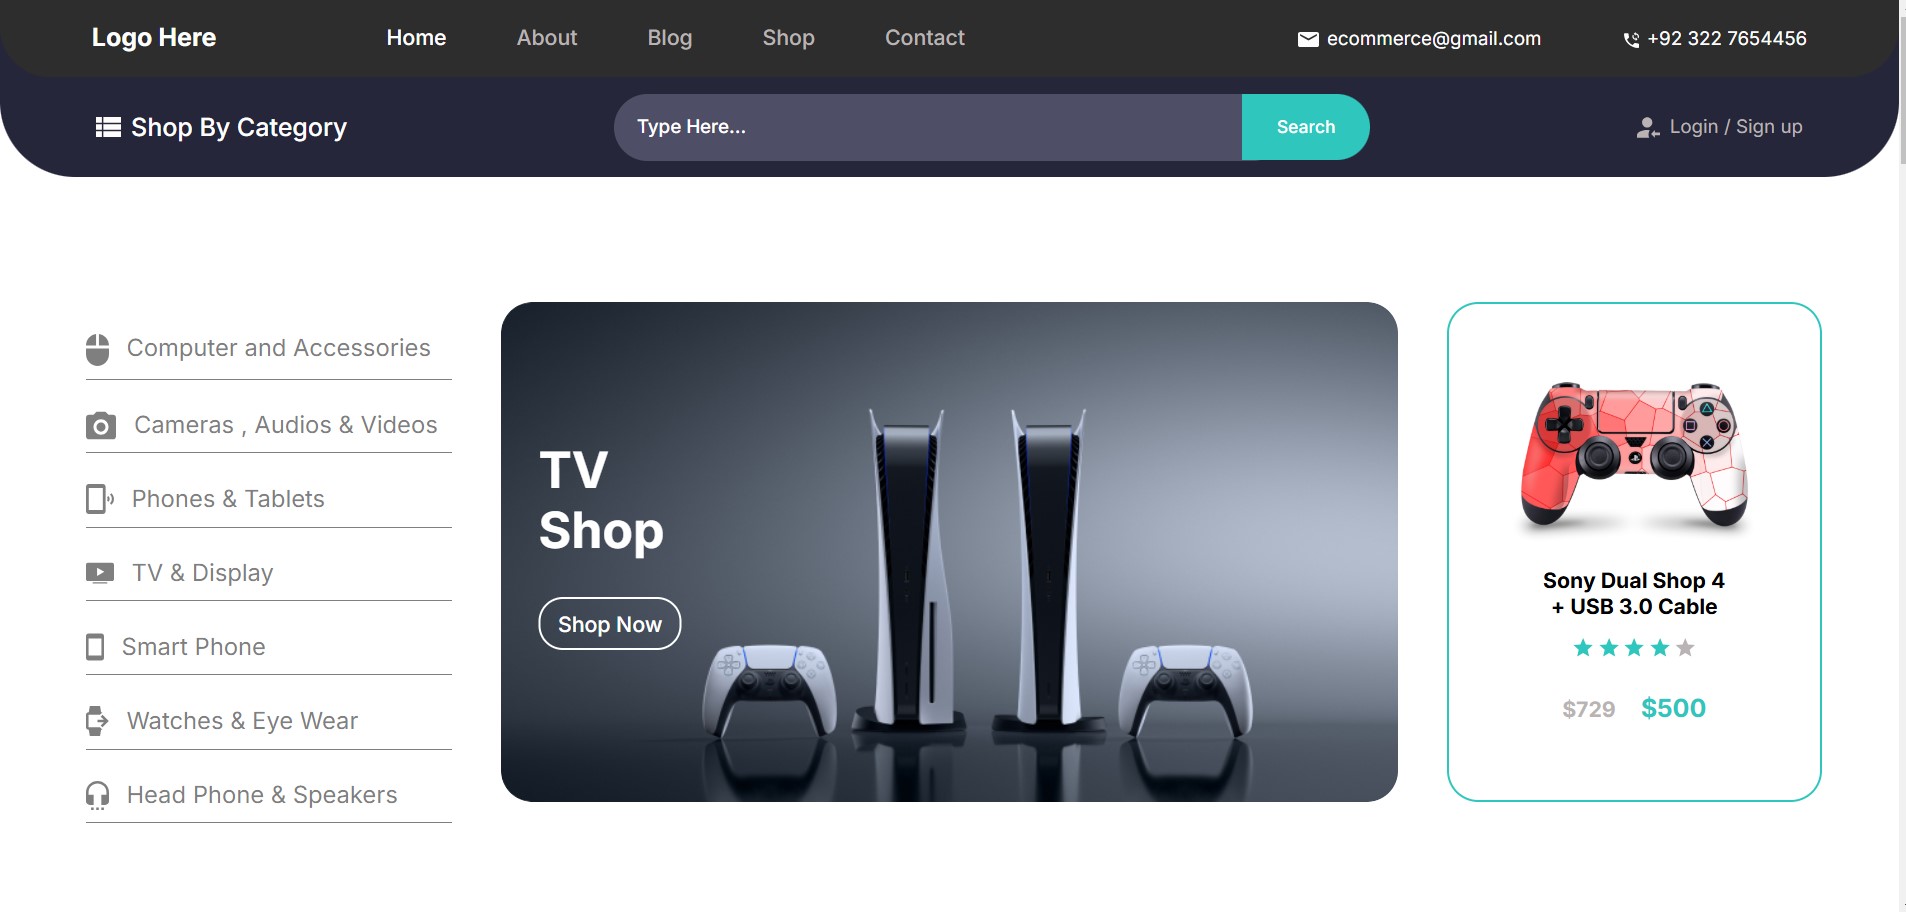 Logo Here
Home
About
Blog
Shop
Contact
ecommerce@gmail.com
+92 322 7654456
Shop By Category
Type Here...
Search
Login / Sign up
Computer and Accessories
Cameras , Audios & Videos
Phones & Tablets
TV & Display
Smart Phone
Watches & Eye Wear
Head Phone & Speakers
TV
Shop
Shop Now
Sony Dual Shop 4
+ USB 3.0 Cable
$729 $500